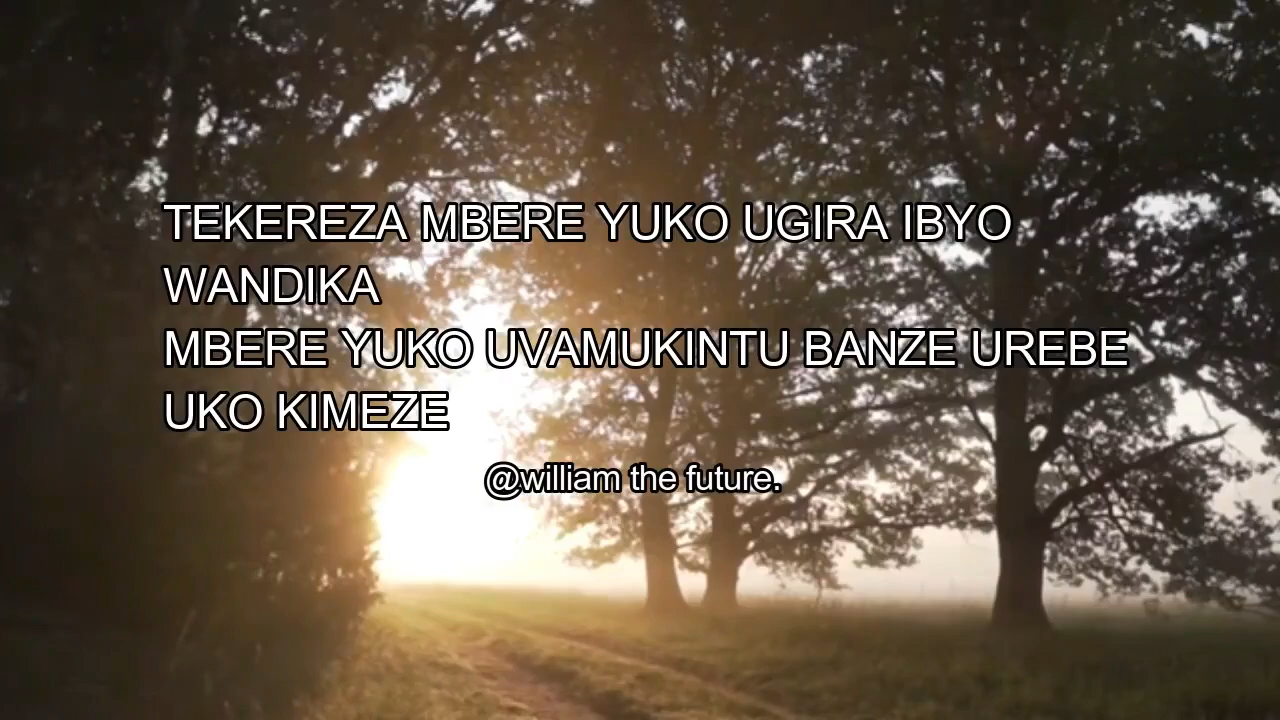 TEKEREZA MBERE YUKO UGIRA IBYO
WANDIKA
MBERE YUKO UVAMUKINTU BANZE UREBE
UKO KIMEZE
@william the future.